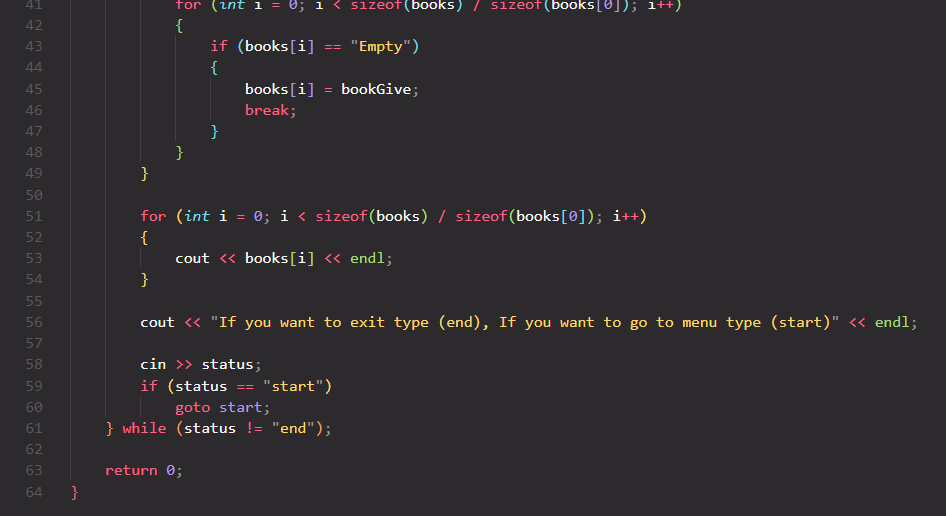 41 for (int i = 0; i < sizeof(books) / sizeof(books[0]); i++)
42 {
43 if (books[i] == "Empty")
44 {
45 books[i] = bookGive;
46 break;
47 }
48 }
49 }
50
51 for (int i = 0; i < sizeof(books) / sizeof(books[0]); i++)
52 {
53 cout << books[i] << endl;
54 }
55
56 cout << "If you want to exit type (end), If you want to go to menu type (start)" << endl;
57
58 cin >> status;
59 if (status == "start")
60 goto start;
61 } while (status != "end");
62
63 return 0;
64 }